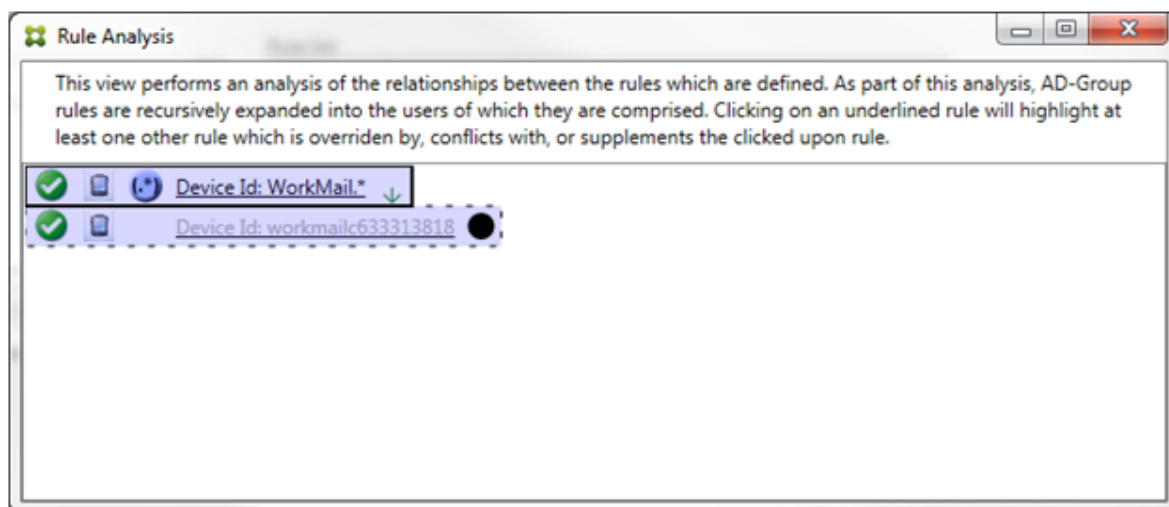 Rule Analysis
This view performs an analysis of the relationships between the rules which are defined. As part of this analysis, AD-Group
rules are recursively expanded into the users of which they are comprised. Clicking on an underlined rule will highlight at
least one other rule which is overriden by, conflicts with, or supplements the clicked upon rule.
(.*) Device Id: WorkMail.*
Device Id: workmailc633313818